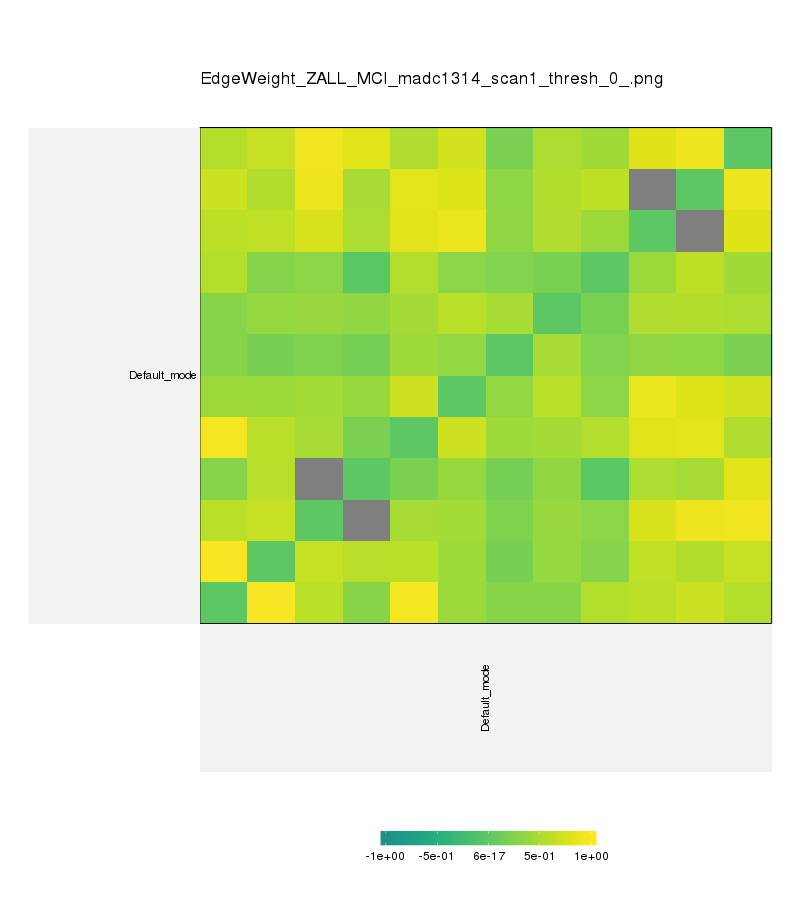 EdgeWeight_ZALL_MCI_madc1314_scan1_thresh_0_.png
Default_mode
Default_mode
-1e+00 -5e-01 6e-17 5e-01 1e+00